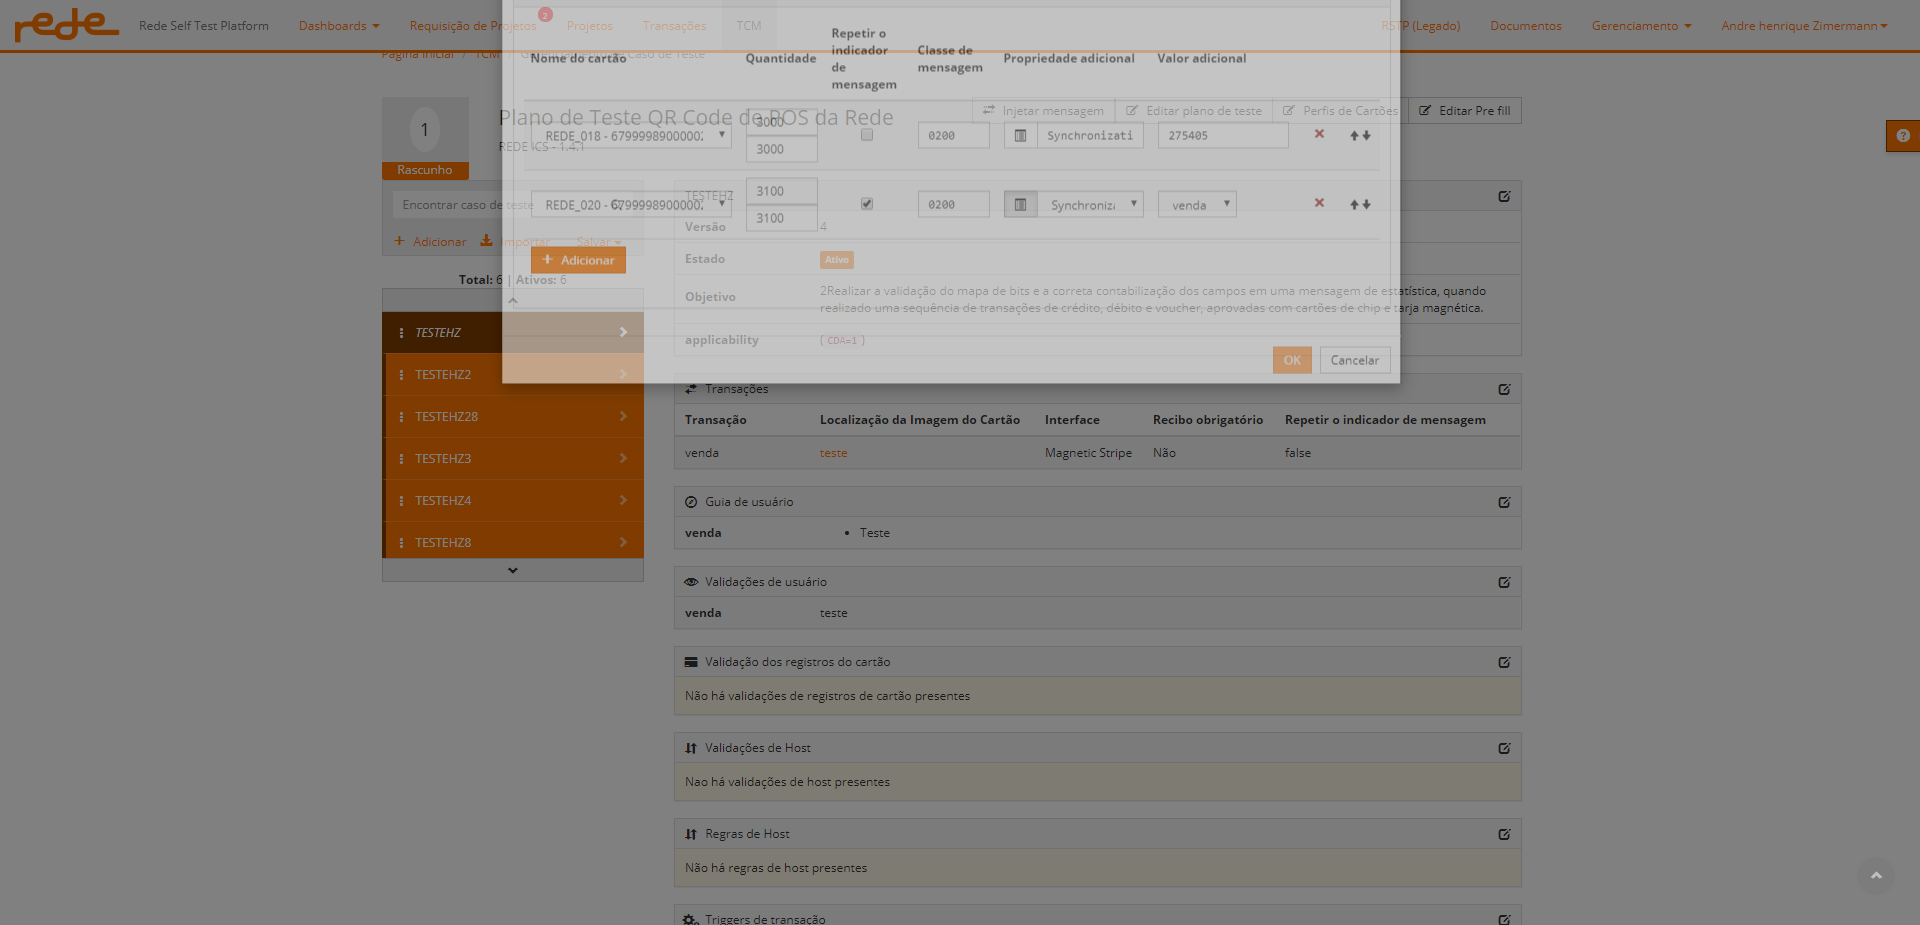 rede Rede Self Test Platform Dashboards Requisição de Projetos 2 Projetos Transações TCM RSTP (Legado) Documentos Gerenciamento Andre henrique Zimermann
Página Inicial / TCM / Caso de Teste
Nome do cartão Quantidade Repetir o indicador de mensagem Classe de mensagem Propriedade adicional Valor adicional
1
Rascunho
Plano de Teste QR Code de POS da Rede
REDE ICS - 1.4.1
Injetar mensagem Editar plano de teste Perfis de Cartões Editar Pre fill
REDE_018 - 67999989000002 3000 3000 0200 Synchronizati 275405
REDE_020 - 67999989000002 3100 3100 0200 Synchroniz venda
+ Adicionar
OK Cancelar
Encontrar caso de teste
+ Adicionar Importar Salvar
Total: 6 | Ativos: 6
TESTEHZ
TESTEHZ2
TESTEHZ28
TESTEHZ3
TESTEHZ4
TESTEHZ8
TESTEHZ
Versão 4
Estado Ativo
Objetivo 2Realizar a validação do mapa de bits e a correta contabilização dos campos em uma mensagem de estatística, quando
realizado uma sequência de transações de crédito, débito e voucher, aprovadas com cartões de chip e tarja magnética.
applicability ( CDA=1 )
Transações
Transação Localização da Imagem do Cartão Interface Recibo obrigatório Repetir o indicador de mensagem
venda teste Magnetic Stripe Não false
Guia de usuário
venda • Teste
Validações de usuário
venda teste
Validação dos registros do cartão
Não há validações de registros de cartão presentes
Validações de Host
Nao há validações de host presentes
Regras de Host
Não há regras de host presentes
Triggers de transação